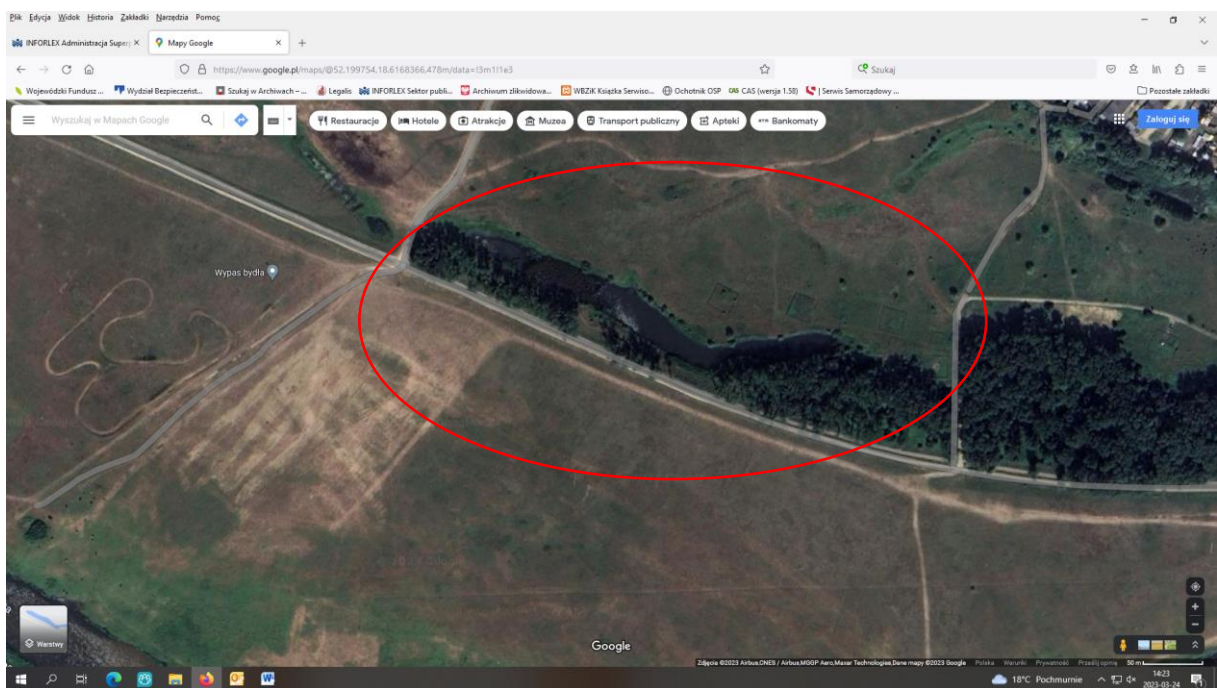 Plik Edycja Widok Historia Zakładki Narzędzia Pomoc
INFORLEX Administracja Super Mapy Google
https://www.google.pl/maps/@52.199754,18.6168366,478m/data=!3m1!1e3 Szukaj
Wojewódzki Fundusz ... Wydział Bezpieczeńst... Szukaj w Archiwach – ... Legalis INFORLEX Sektor publi... Archiwum zlikwidowa... WBZiK Książka Serwiso... Ochotnik OSP CAS (wersja 1.58) | Serwis Samorządowy ... Pozostałe zakładki
Wyszukaj w Mapach Google Restauracje Hotele Atrakcje Muzea Transport publiczny Apteki Bankomaty Zaloguj się
Wypas bydła
Warstwy
Google
Zdjęcia ©2023 Airbus,CNES / Airbus,MGGP Aero,Maxar Technologies,Dane mapy ©2023 Google Polska Warunki Prywatność Prześlij opinię 50 m
18°C Pochmurnie 14:23
2023-03-24